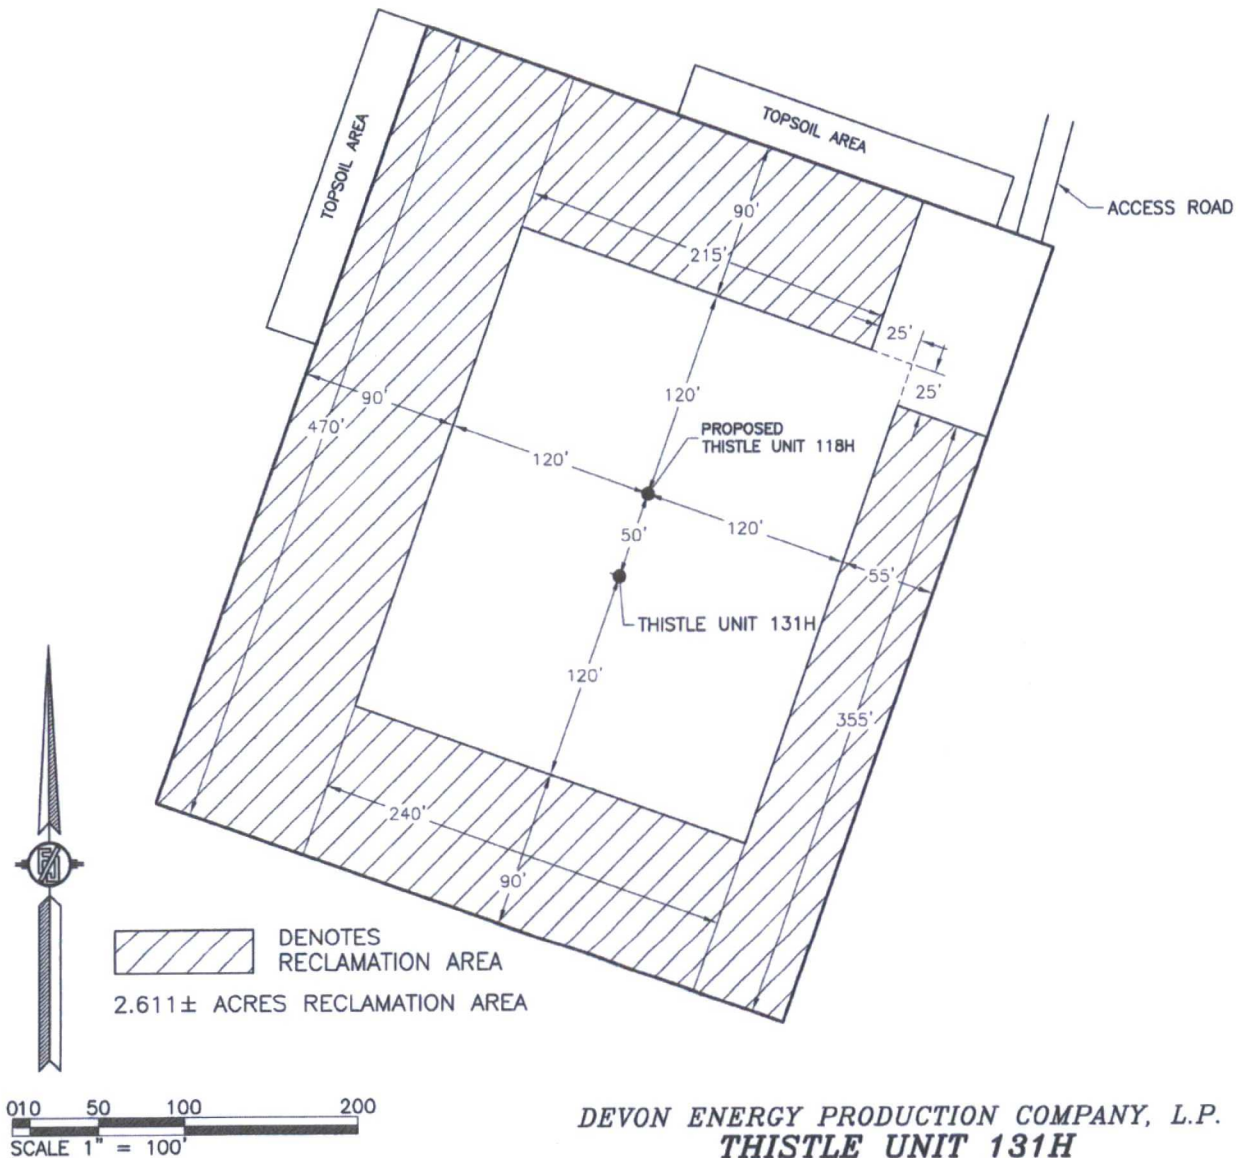 TOPSOIL AREA
TOPSOIL AREA
ACCESS ROAD
90'
215'
25'
25'
120'
90'
470'
PROPOSED
THISTLE UNIT 118H
120'
120'
50'
55'
THISTLE UNIT 131H
120'
355'
240'
90'
DENOTES
RECLAMATION AREA
2.611± ACRES RECLAMATION AREA
010 50 100 200
SCALE 1" = 100'
DEVON ENERGY PRODUCTION COMPANY, L.P.
THISTLE UNIT 131H